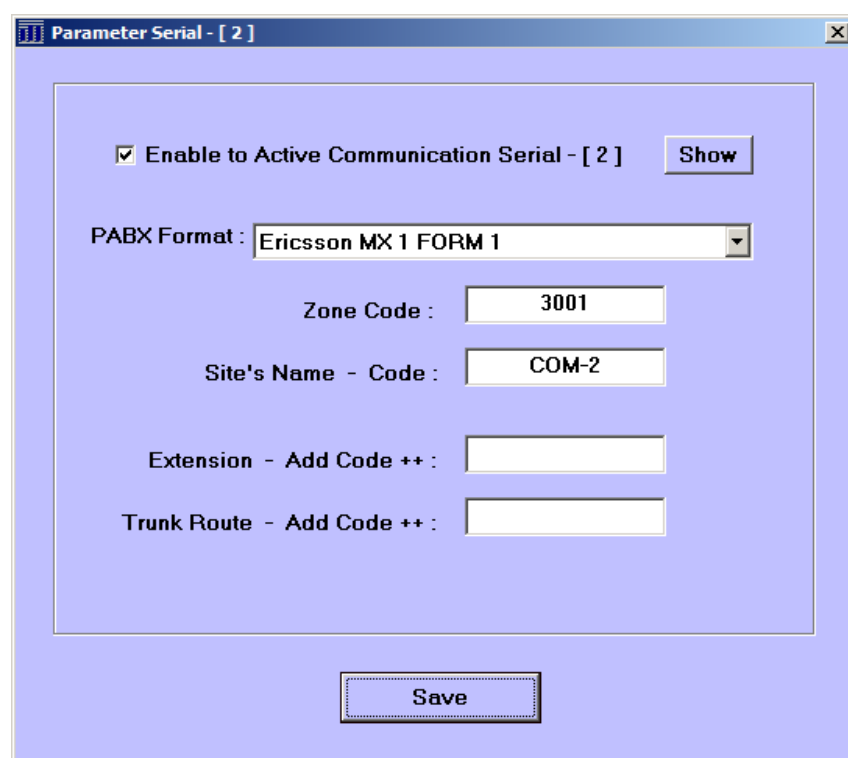 Parameter Serial - [ 2 ]
Enable to Active Communication Serial - [ 2 ] Show
PABX Format : Ericsson MX 1 FORM 1
Zone Code : 3001
Site's Name - Code : COM-2
Extension - Add Code ++ :
Trunk Route - Add Code ++ :
Save